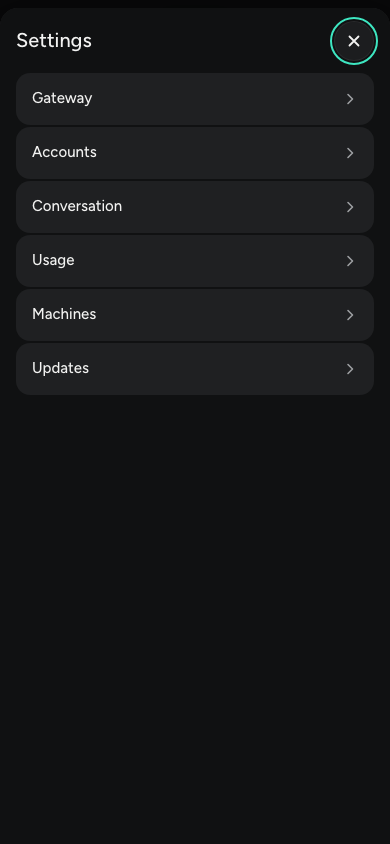 Settings
Gateway
Accounts
Conversation
Usage
Machines
Updates